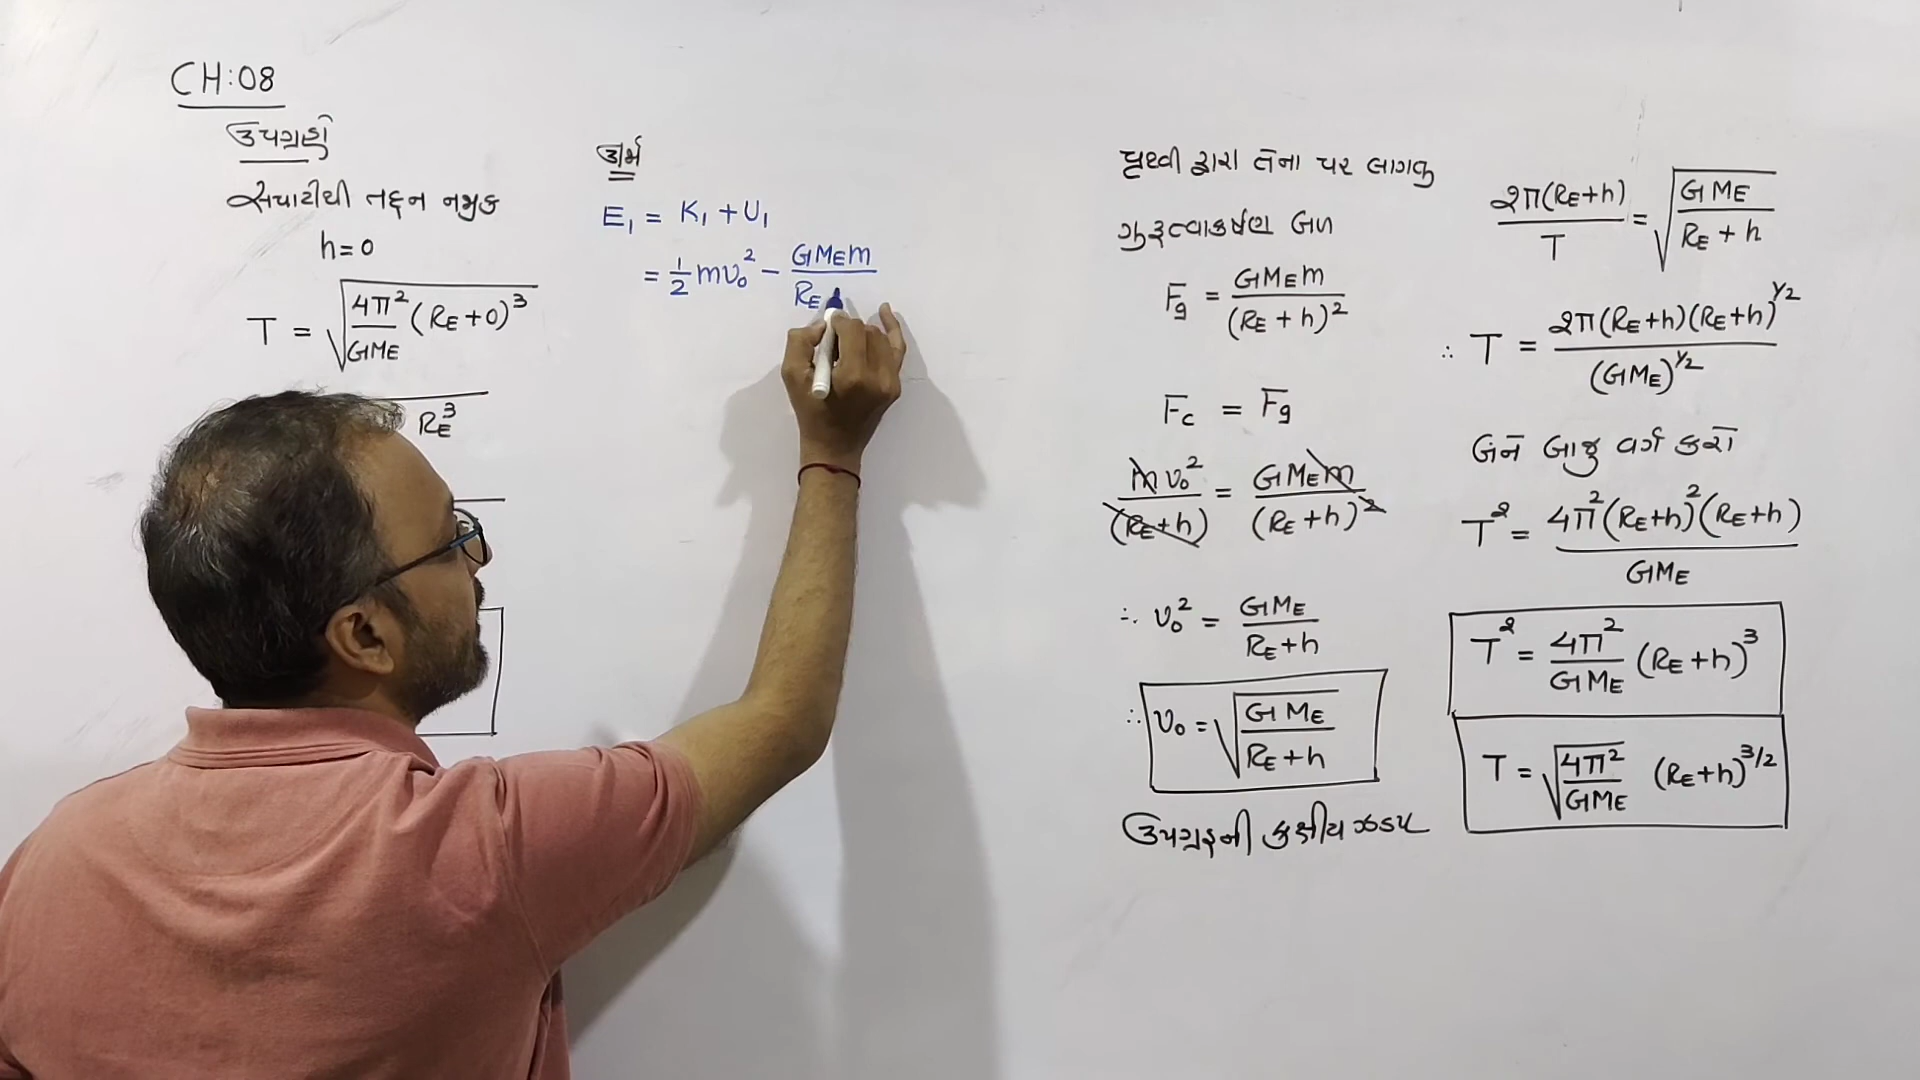 CH:08
ઉપગ્રહો
સપાટીથી તદ્દન નજીક
h = 0
T = √(4π²/GME (RE+0)³)
RE³
ઊર્જા
E₁ = K₁ + U₁
= 1/2 mv₀² − GMEm/RE
પૃથ્વી દ્વારા તેના પર લાગતુ
ગુરુત્વાકર્ષણ બળ
Fg = GMEm/(RE+h)²
Fc = Fg
mv₀²/(RE+h) = GMEm/(RE+h)²
∴ v₀² = GME/RE+h
∴ v₀ = √(GME/RE+h)
ઉપગ્રહની કક્ષીય ઝડપ
2π(RE+h)/T = √(GME/RE+h)
∴ T = 2π(RE+h)(RE+h)^1/2/(GME)^1/2
બંને બાજુ વર્ગ કરો
T² = 4π²(RE+h)²(RE+h)/GME
T² = 4π²/GME (RE+h)³
T = √(4π²/GME) (RE+h)^3/2